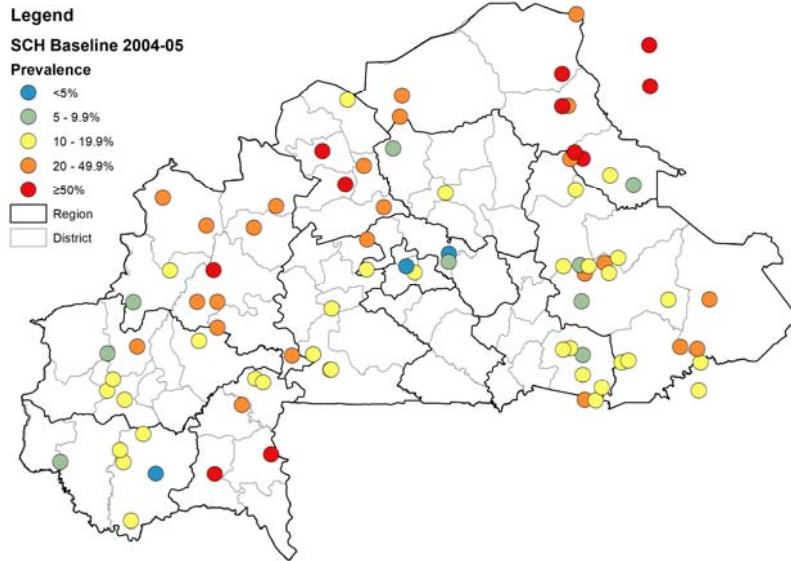 Legend
SCH Baseline 2004-05
Prevalence
<5%
5 - 9.9%
10 - 19.9%
20 - 49.9%
≥50%
Region
District